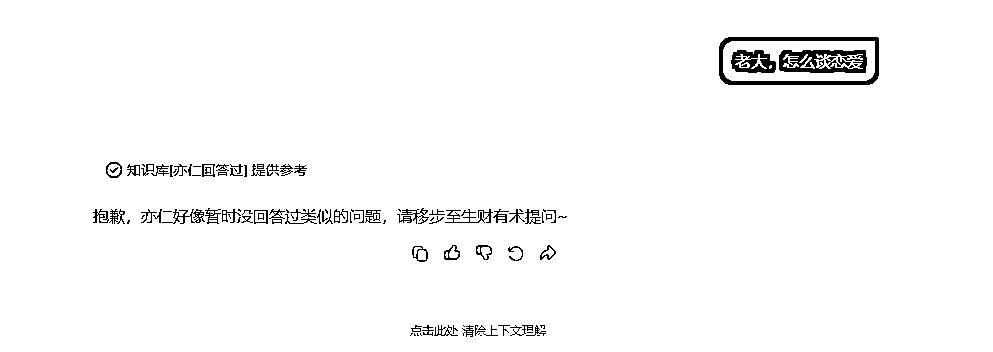 老大，怎么谈恋爱
知识库[亦仁回答过] 提供参考
抱歉，亦仁好像暂时没回答过类似的问题，请移步至生财有术提问~
点击此处 清除上下文理解